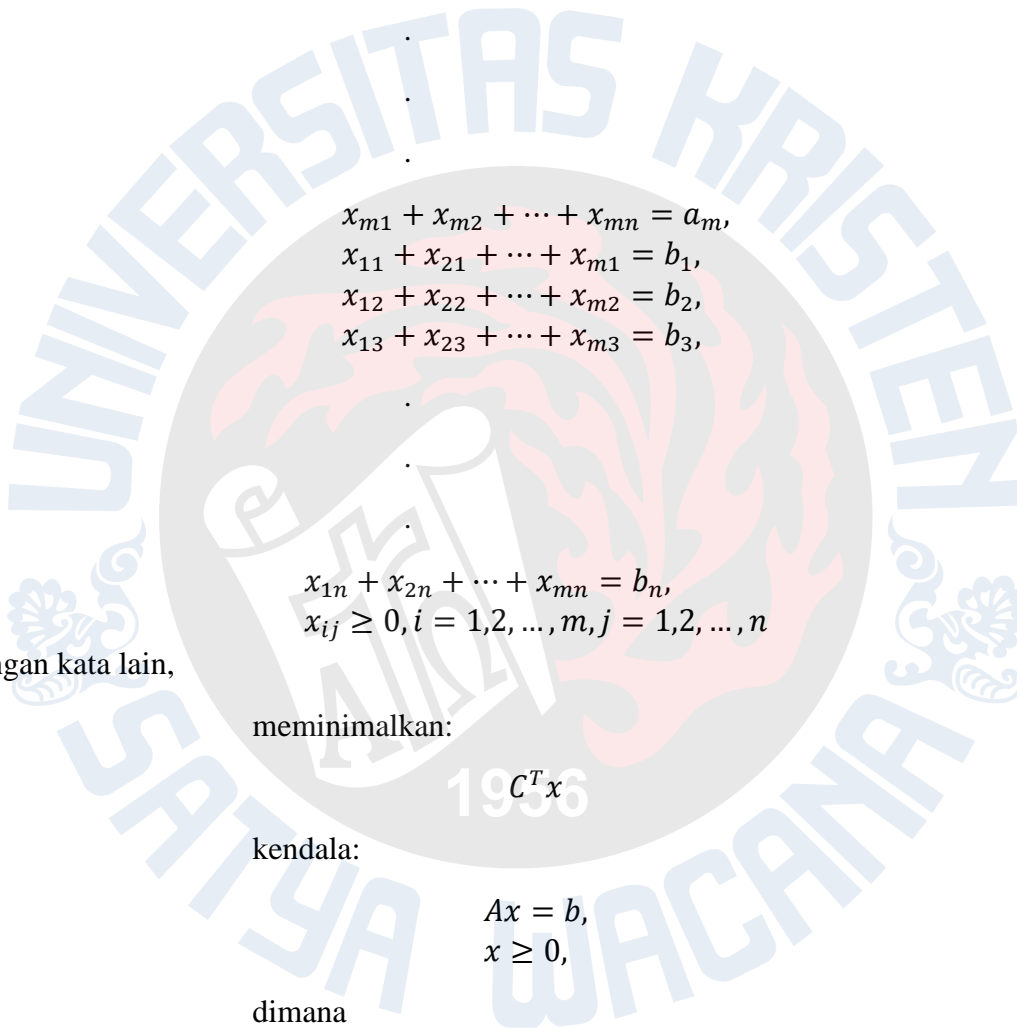 .
.
.
x_{m1} + x_{m2} + ⋯ + x_{mn} = a_m,
x_{11} + x_{21} + ⋯ + x_{m1} = b_1,
x_{12} + x_{22} + ⋯ + x_{m2} = b_2,
x_{13} + x_{23} + ⋯ + x_{m3} = b_3,
.
.
.
x_{1n} + x_{2n} + ⋯ + x_{mn} = b_n,
x_{ij} ≥ 0, i = 1,2, … , m, j = 1,2, … , n
ngan kata lain,
meminimalkan:
C^T x
kendala:
Ax = b,
x ≥ 0,
dimana
UNIVERSITAS KRISTEN
SATYA WACANA
1956
ΑΩ